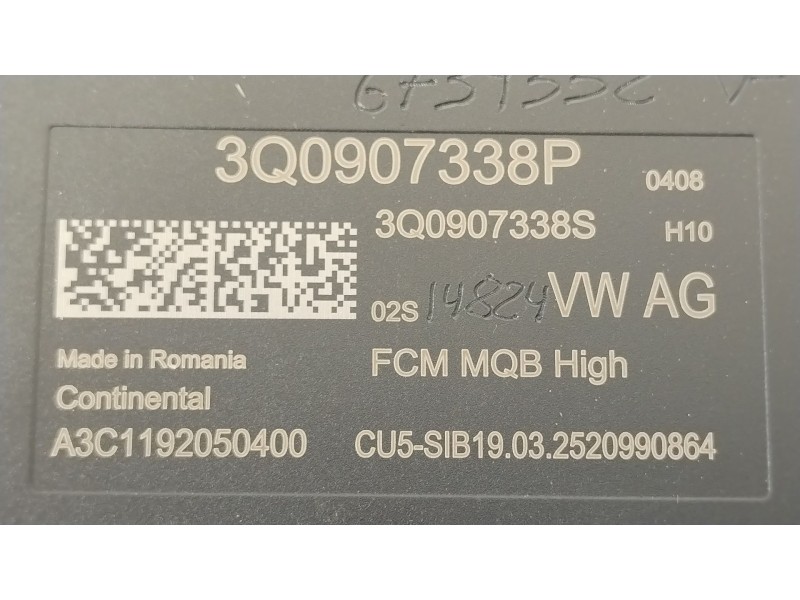 3Q0907338P 0408
3Q0907338S H10
02S 14824 VW AG
Made in Romania FCM MQB High
Continental
A3C1192050400 CU5-SIB19.03.2520990864